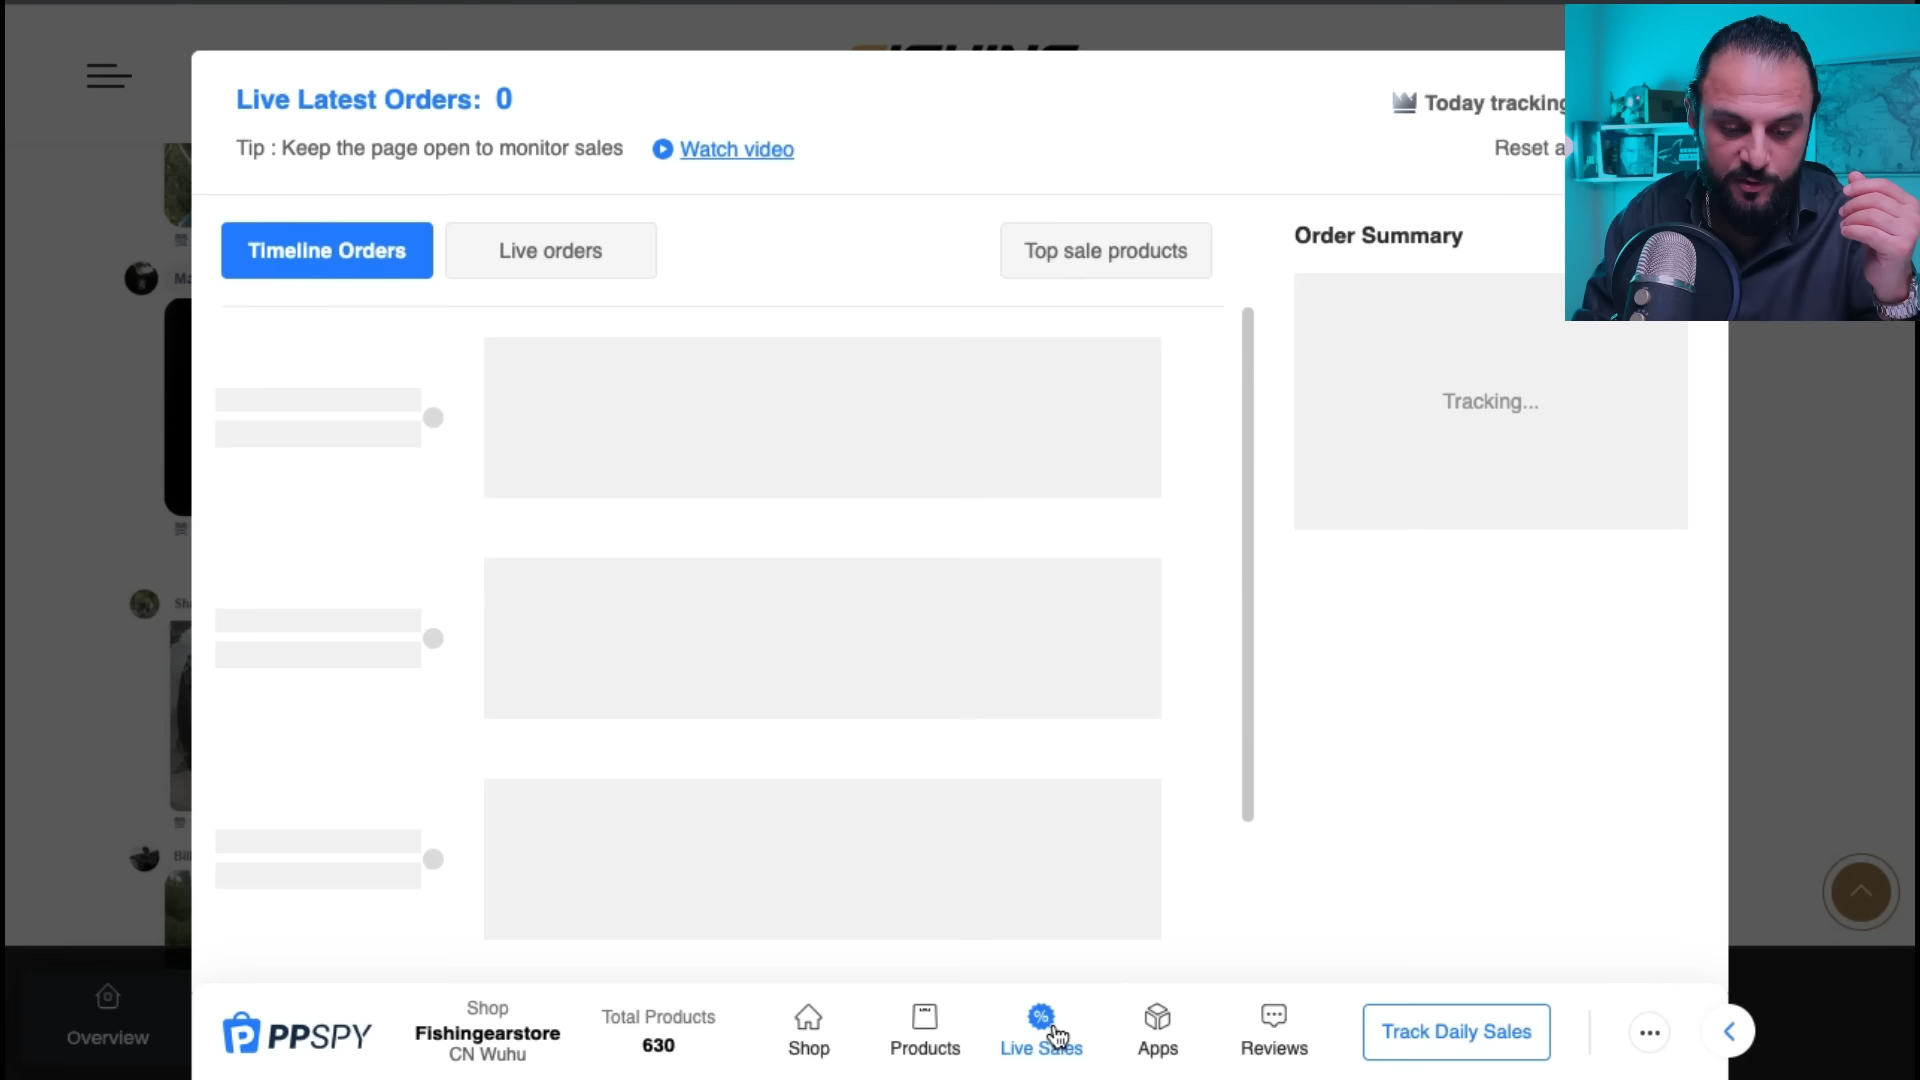 Live Latest Orders: 0
Tip : Keep the page open to monitor sales
Watch video
Today tracking
Reset a
Timeline Orders
Live orders
Top sale products
Order Summary
Tracking...
Overview
PPSPY
Shop
Fishingearstore
CN Wuhu
Total Products
630
Shop
Products
Live Sales
Apps
Reviews
Track Daily Sales